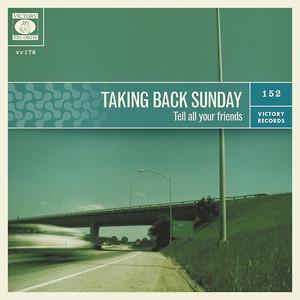 VICTORY
RECORDS
vr176
TAKING BACK SUNDAY
Tell all your friends
152
VICTORY
RECORDS